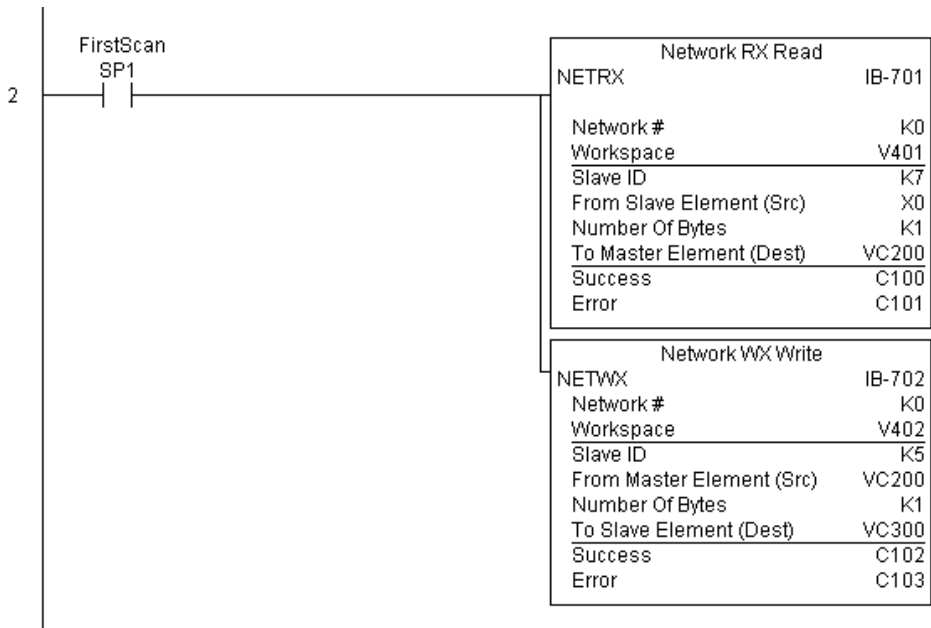 FirstScan
SP1
2
Network RX Read
NETRX IB-701
Network # K0
Workspace V401
Slave ID K7
From Slave Element (Src) X0
Number Of Bytes K1
To Master Element (Dest) VC200
Success C100
Error C101
Network WX Write
NETWX IB-702
Network # K0
Workspace V402
Slave ID K5
From Master Element (Src) VC200
Number Of Bytes K1
To Slave Element (Dest) VC300
Success C102
Error C103